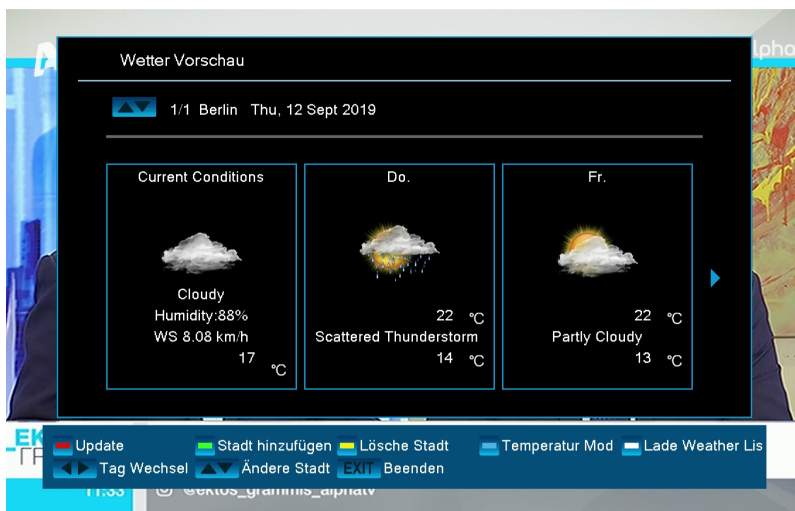 Wetter Vorschau
1/1 Berlin Thu, 12 Sept 2019
Current Conditions
Cloudy
Humidity:88%
WS 8.08 km/h
17 °C
Do.
22 °C
Scattered Thunderstorm
14 °C
Fr.
22 °C
Partly Cloudy
13 °C
Update Stadt hinzufügen Lösche Stadt Temperatur Mod Lade Weather Lis
Tag Wechsel Ändere Stadt EXIT Beenden
11:33 @ektos_grammis_alphatv